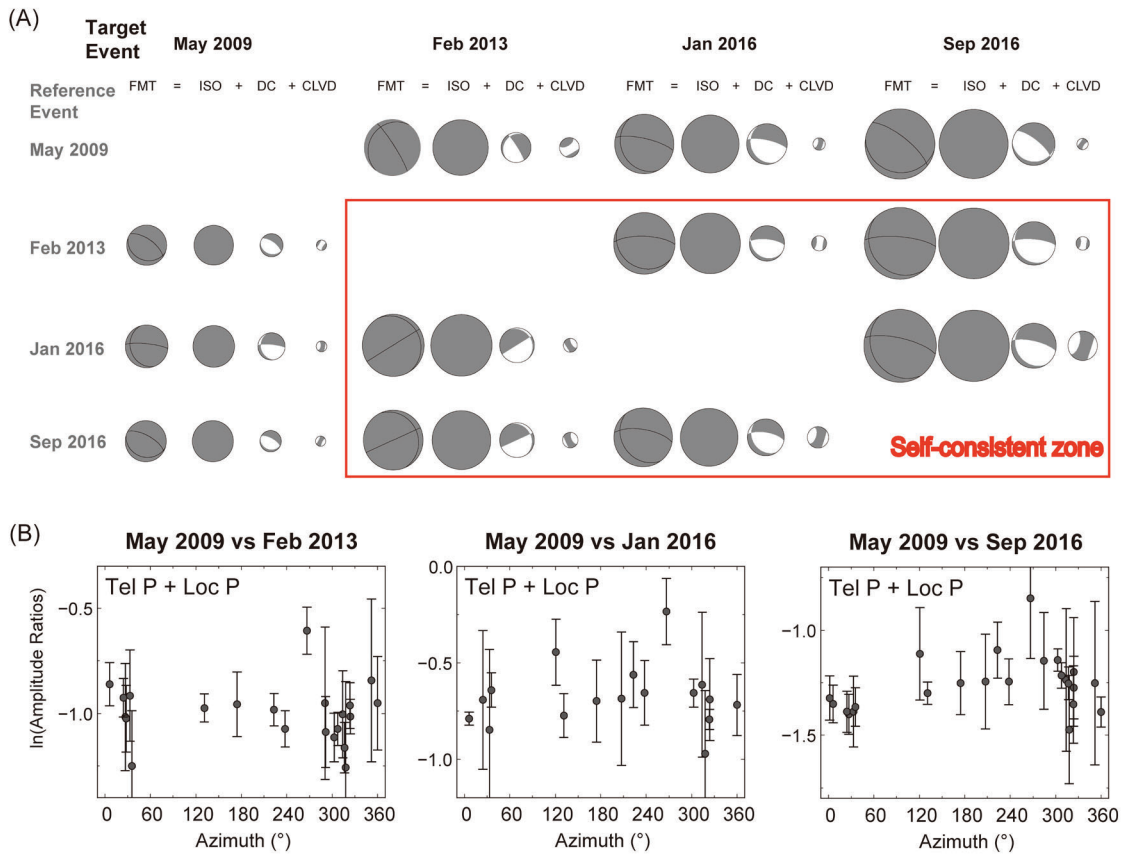 (A)
Target
Event
May 2009
Feb 2013
Jan 2016
Sep 2016
Reference
Event
FMT = ISO + DC + CLVD
FMT = ISO + DC + CLVD
FMT = ISO + DC + CLVD
FMT = ISO + DC + CLVD
May 2009
Feb 2013
Jan 2016
Sep 2016
Self-consistent zone
(B)
May 2009 vs Feb 2013
Tel P + Loc P
ln(Amplitude Ratios)
−0.5
−1.0
0 60 120 180 240 300 360
Azimuth (°)
May 2009 vs Jan 2016
Tel P + Loc P
0.0
−0.5
−1.0
0 60 120 180 240 300 360
Azimuth (°)
May 2009 vs Sep 2016
Tel P + Loc P
−1.0
−1.5
0 60 120 180 240 300 360
Azimuth (°)